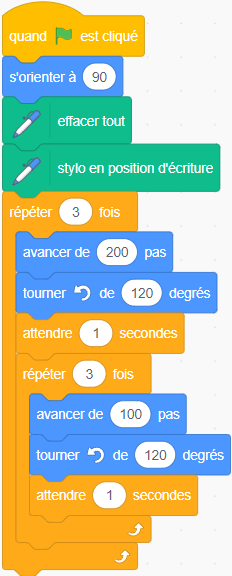 quand est cliqué
s'orienter à 90
effacer tout
stylo en position d'écriture
répéter 3 fois
avancer de 200 pas
tourner de 120 degrés
attendre 1 secondes
répéter 3 fois
avancer de 100 pas
tourner de 120 degrés
attendre 1 secondes